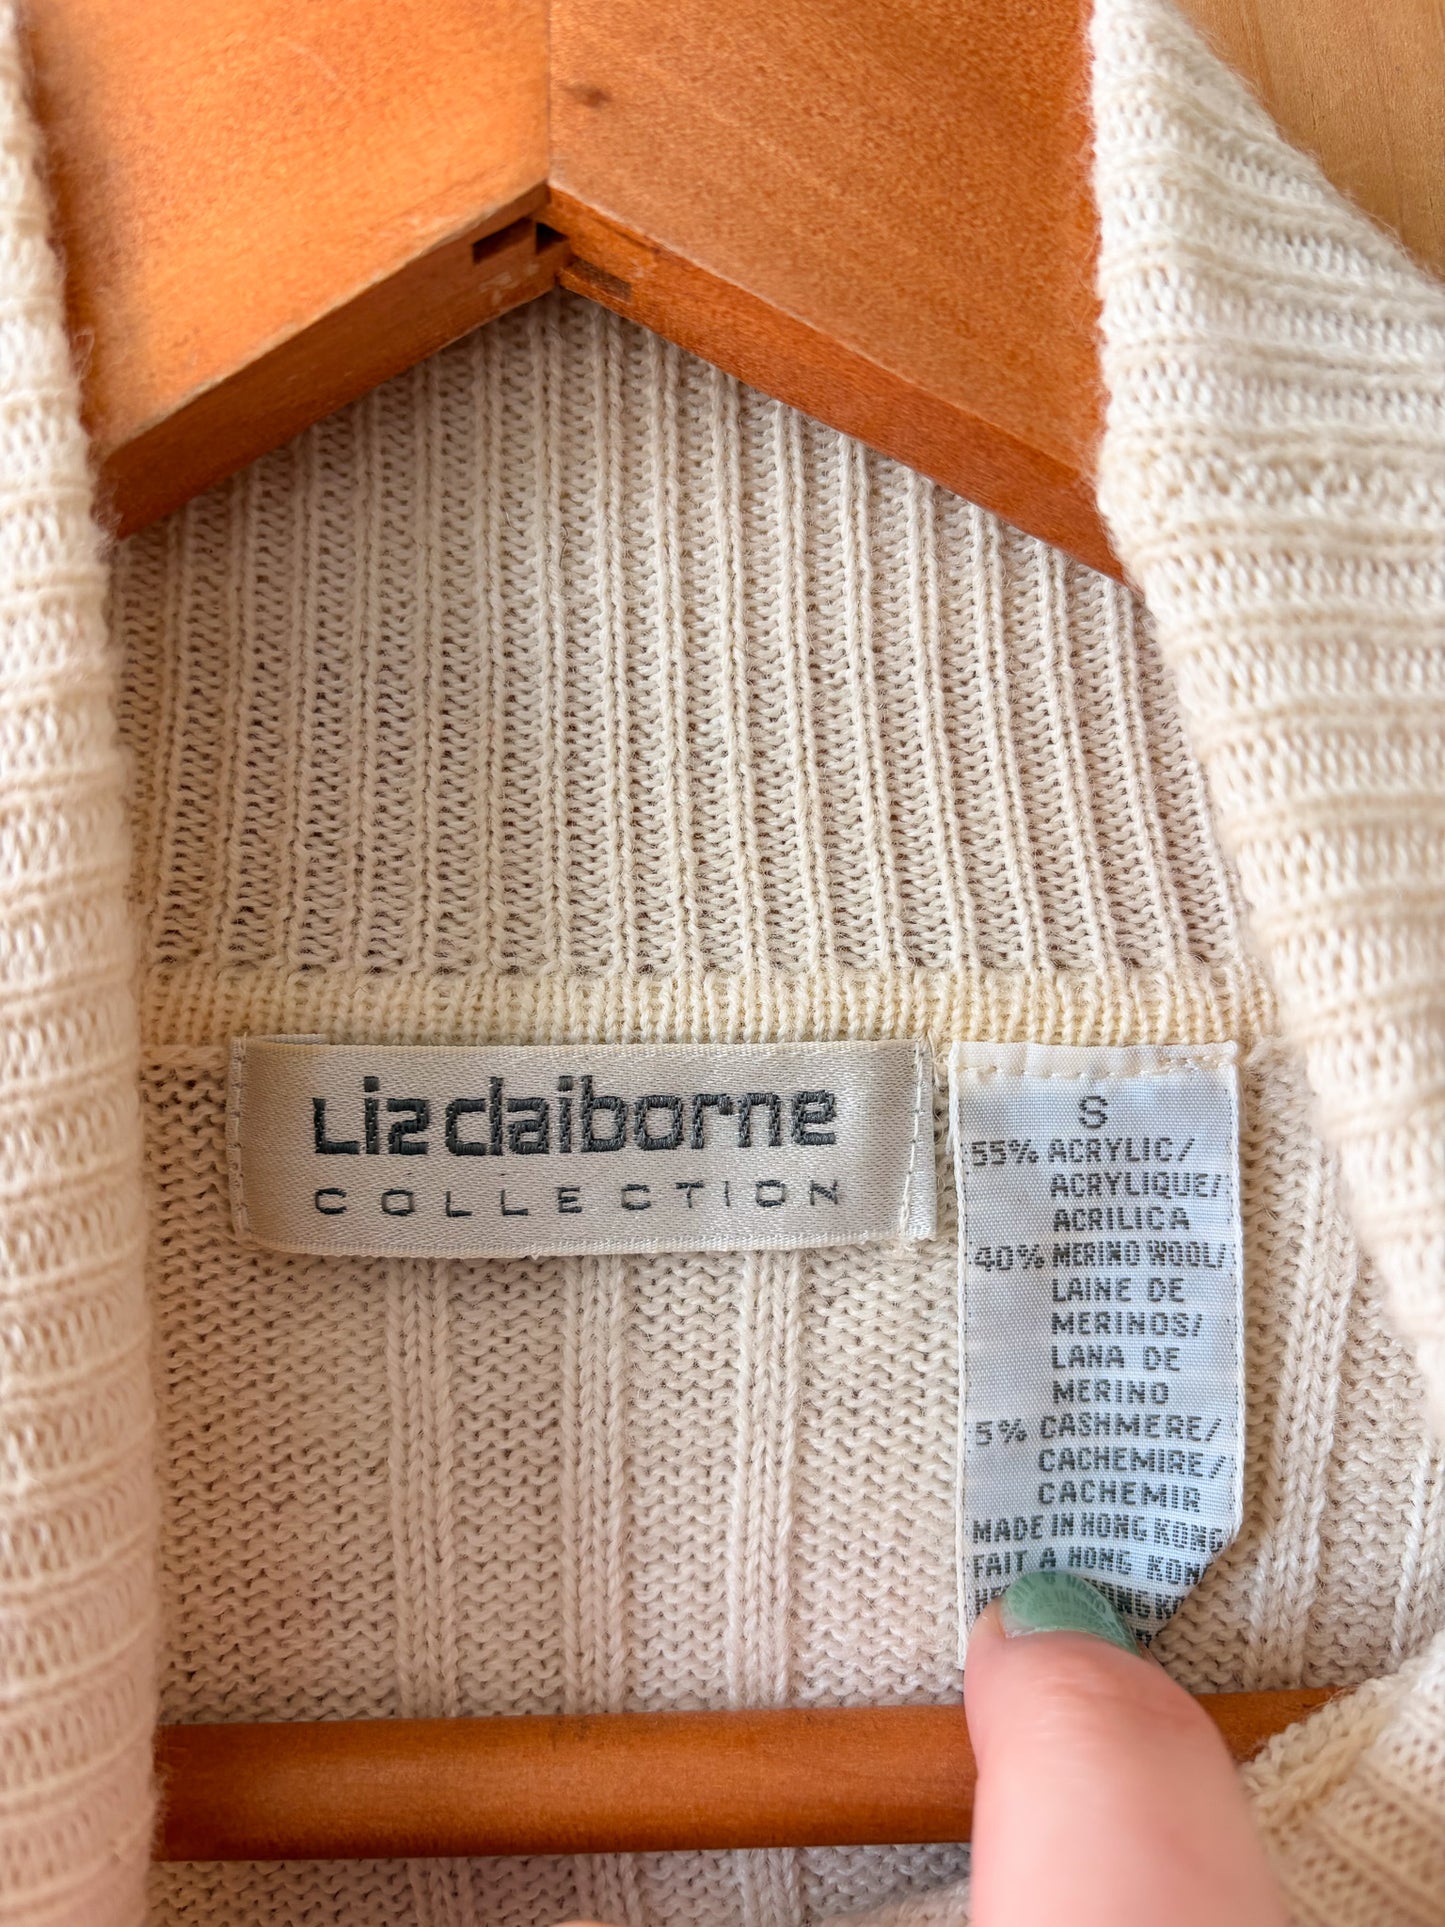 Liz claiborne
COLLECTION
S
55% ACRYLIC/
ACRYLIQUE/
ACRILICA
40% MERINO WOOL/
LAINE DE
MERINOS/
LANA DE
MERINO
5% CASHMERE/
CACHEMIRE/
CACHEMIR
MADE IN HONG KONG
FAIT A HONG KON